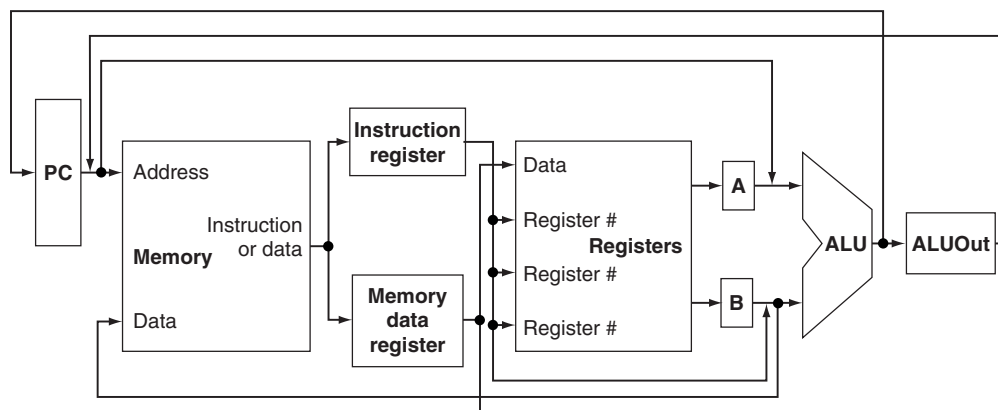 PC
Address
Memory
Instruction
or data
Data
Instruction
register
Memory
data
register
Data
Register #
Registers
Register #
Register #
A
B
ALU
ALUOut